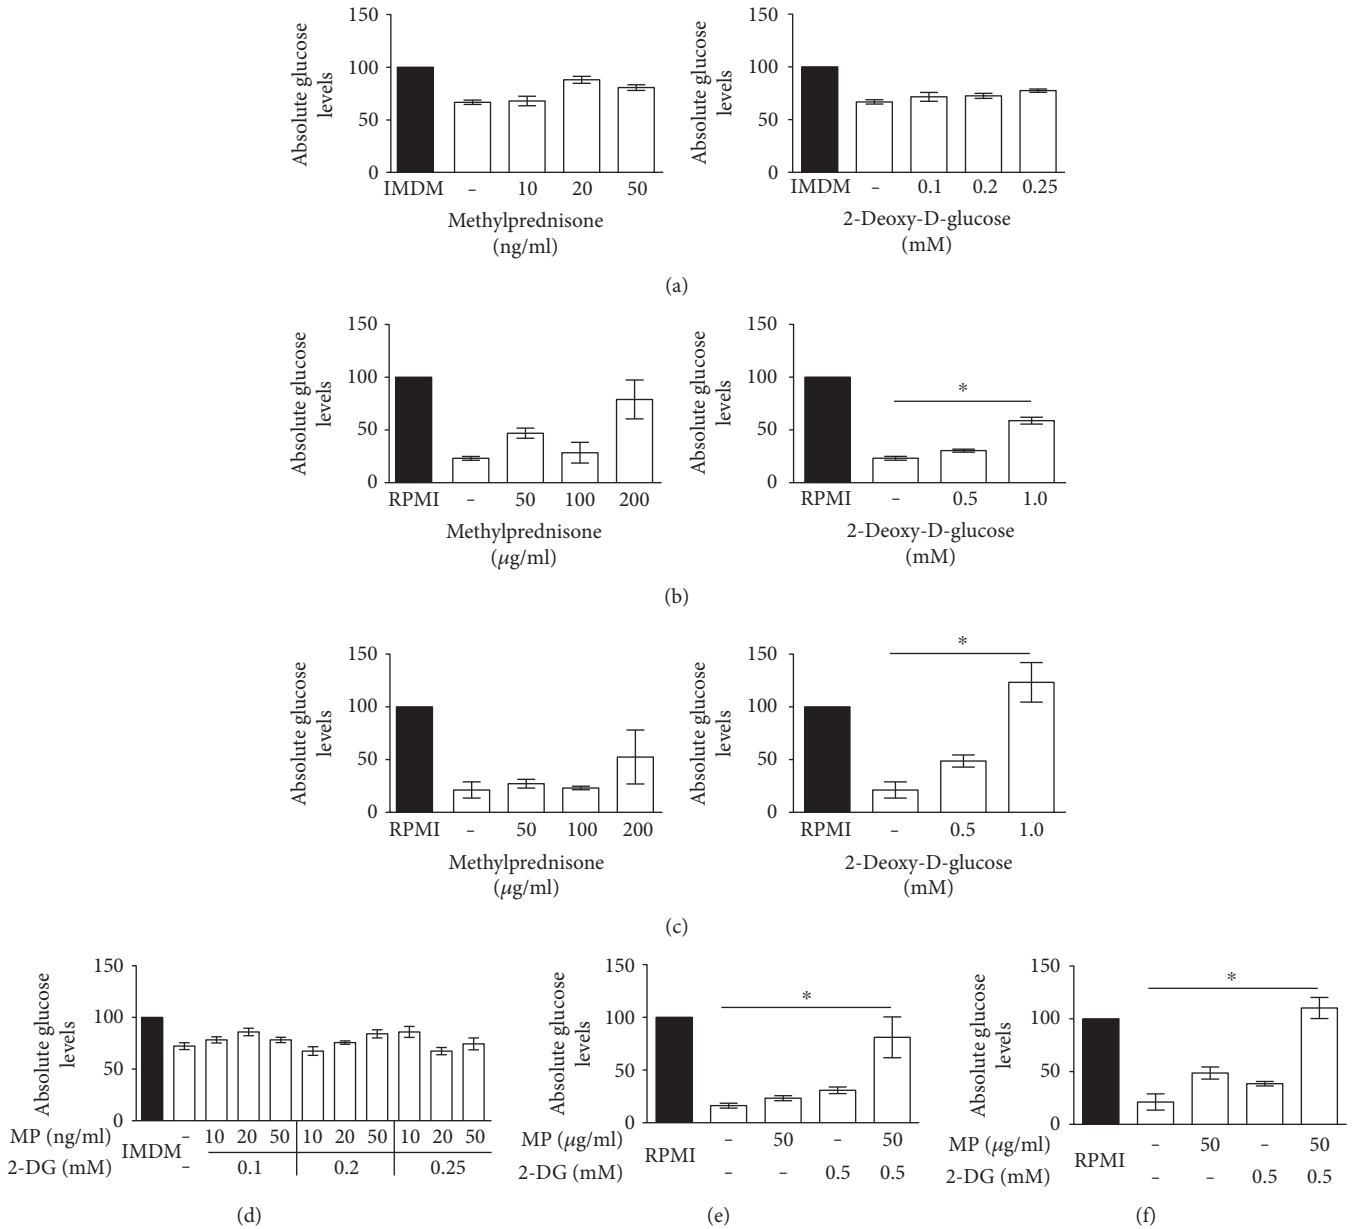 150
100
50
0
Absolute glucose
levels
IMDM – 10 20 50
Methylprednisone
(ng/ml)
150
100
50
0
Absolute glucose
levels
IMDM – 0.1 0.2 0.25
2-Deoxy-D-glucose
(mM)
(a)
150
100
50
0
Absolute glucose
levels
RPMI – 50 100 200
Methylprednisone
(μg/ml)
150
100
50
0
Absolute glucose
levels
*
RPMI – 0.5 1.0
2-Deoxy-D-glucose
(mM)
(b)
150
100
50
0
Absolute glucose
levels
RPMI – 50 100 200
Methylprednisone
(μg/ml)
150
100
50
0
Absolute glucose
levels
*
RPMI – 0.5 1.0
2-Deoxy-D-glucose
(mM)
(c)
150
100
50
0
Absolute glucose
levels
MP (ng/ml) – 10 20 50 10 20 50 10 20 50
IMDM
2-DG (mM) – 0.1 0.2 0.25
(d)
150
100
50
0
Absolute glucose
levels
*
MP (μg/ml) – 50 – 50
RPMI
2-DG (mM) – – 0.5 0.5
(e)
150
100
50
0
Absolute glucose
levels
*
MP (μg/ml) – 50 – 50
RPMI
2-DG (mM) – – 0.5 0.5
(f)